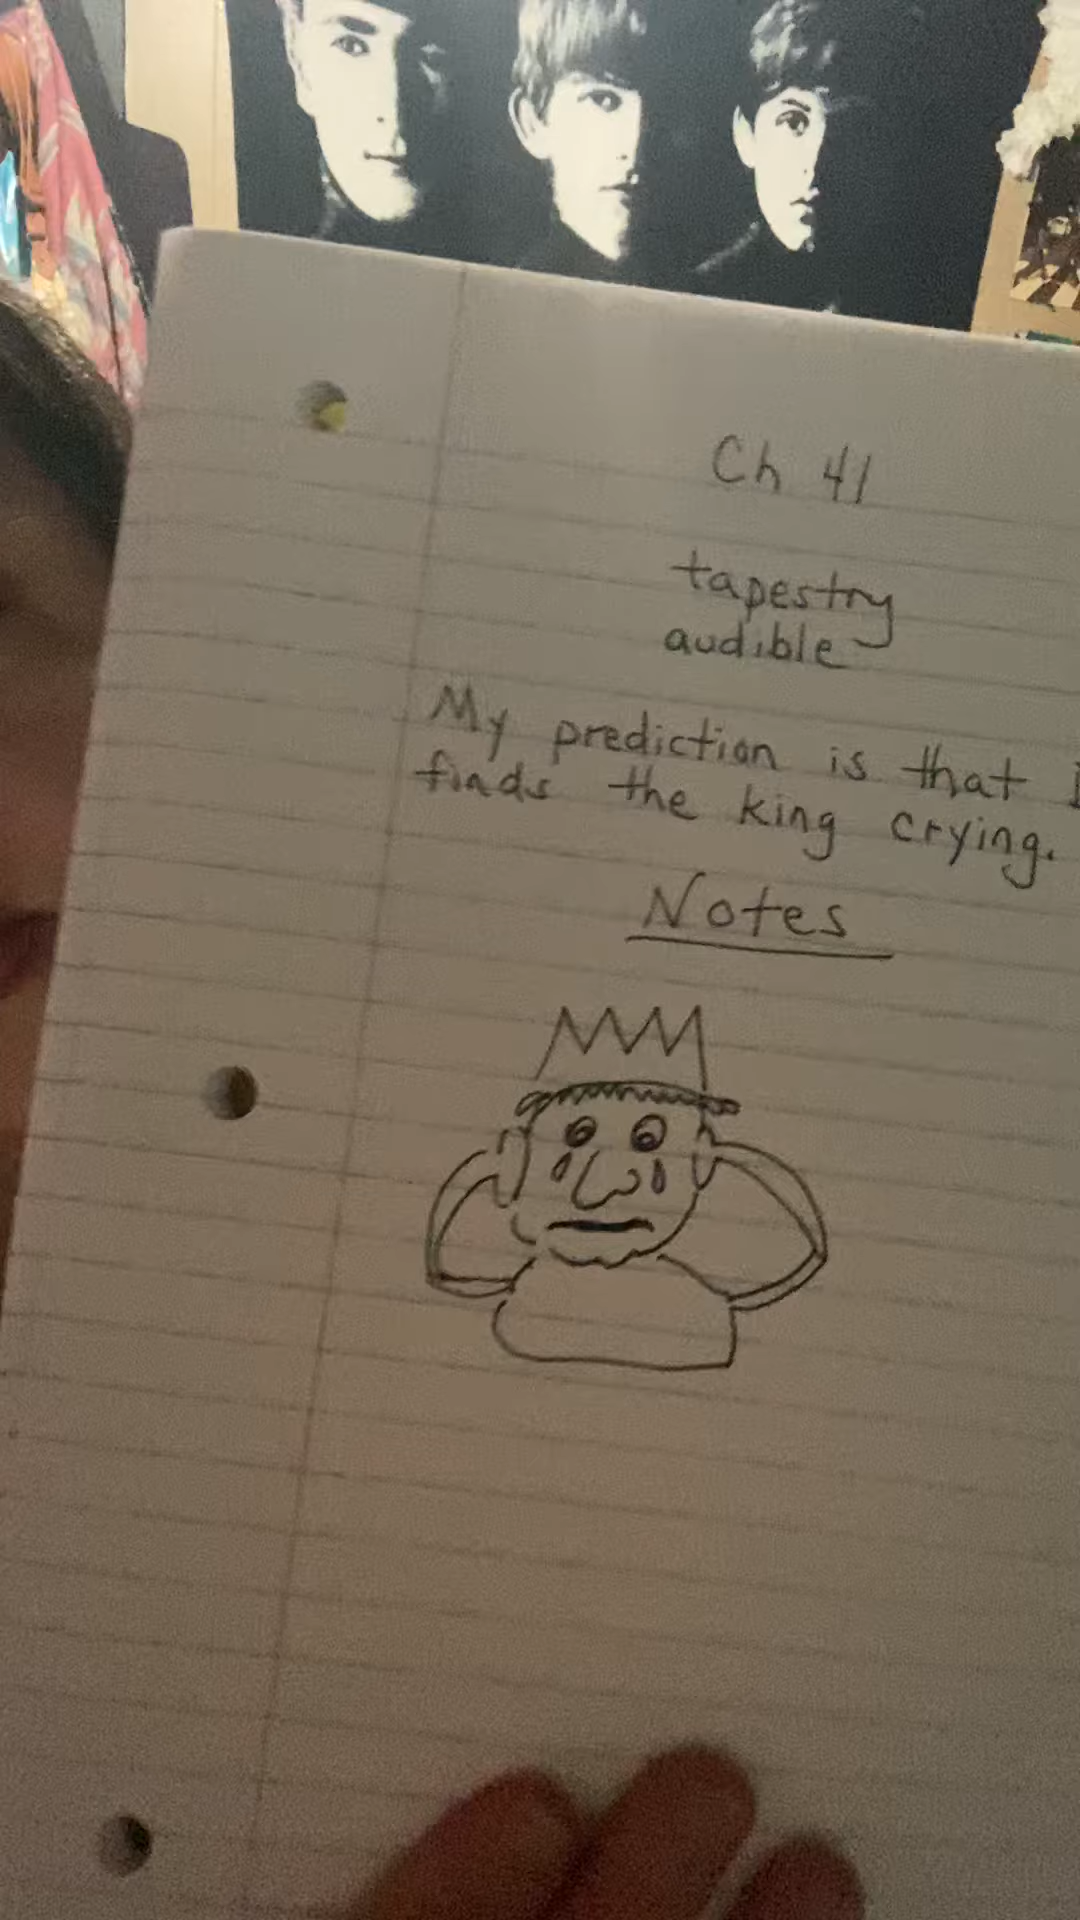 Ch 41
tapestry
audible
My prediction is that
finds the king crying.
Notes